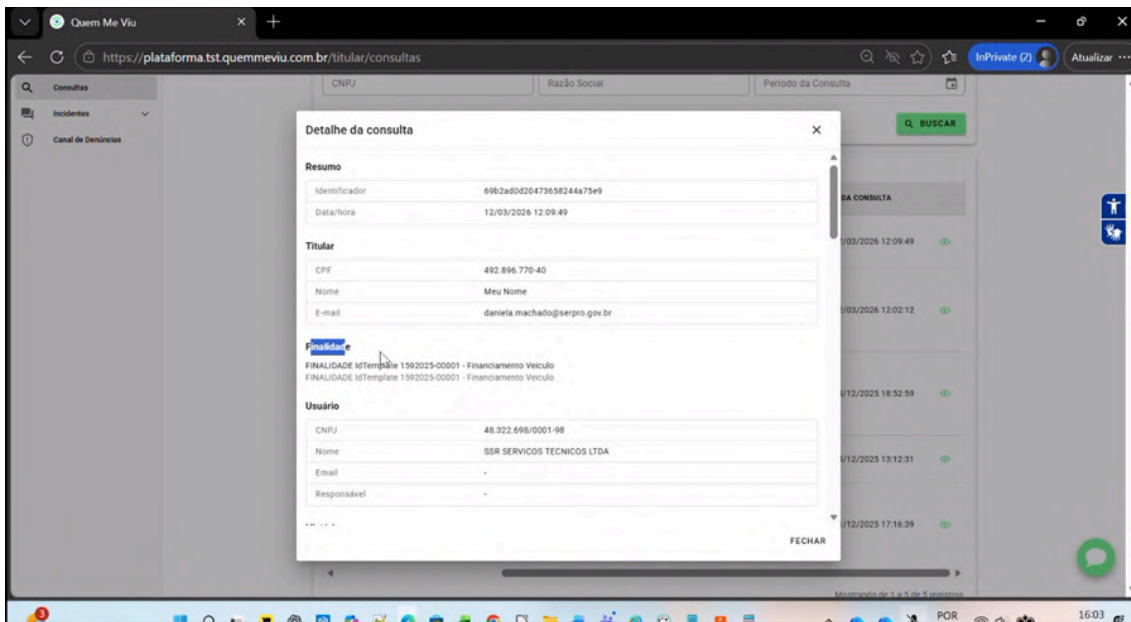 Quem Me Viu
https://plataforma.tst.quemmeviu.com.br/titular/consultas
InPrivate (2)
Atualizar
Consultas
Incidentes
Canal de Denúncias
CNPJ
Razão Social
Período da Consulta
BUSCAR
Detalhe da consulta
Resumo
Identificador 69b2ad0d20473658244a75e9
Data/hora 12/03/2026 12:09:49
Titular
CPF 492.896.770-40
Nome Meu Nome
E-mail daniela.machado@serpro.gov.br
Finalidade
FINALIDADE IdTemplate 1592025-00001 - Financiamento Veiculo
FINALIDADE IdTemplate 1592025-00001 - Financiamento Veiculo
Usuário
CNPJ 48.322.698/0001-98
Nome SSR SERVICOS TECNICOS LTDA
Email -
Responsável -
FECHAR
DA CONSULTA
/03/2026 12:09:49
/03/2026 12:02:12
/12/2025 18:52:59
/12/2025 13:12:31
/12/2025 17:16:39
Mostrando de 1 a 5 de 5 registros
3
POR
16:03